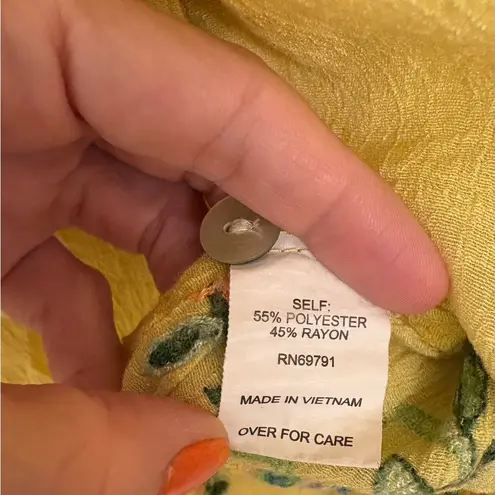 SELF:
55% POLYESTER
45% RAYON
RN69791
MADE IN VIETNAM
OVER FOR CARE